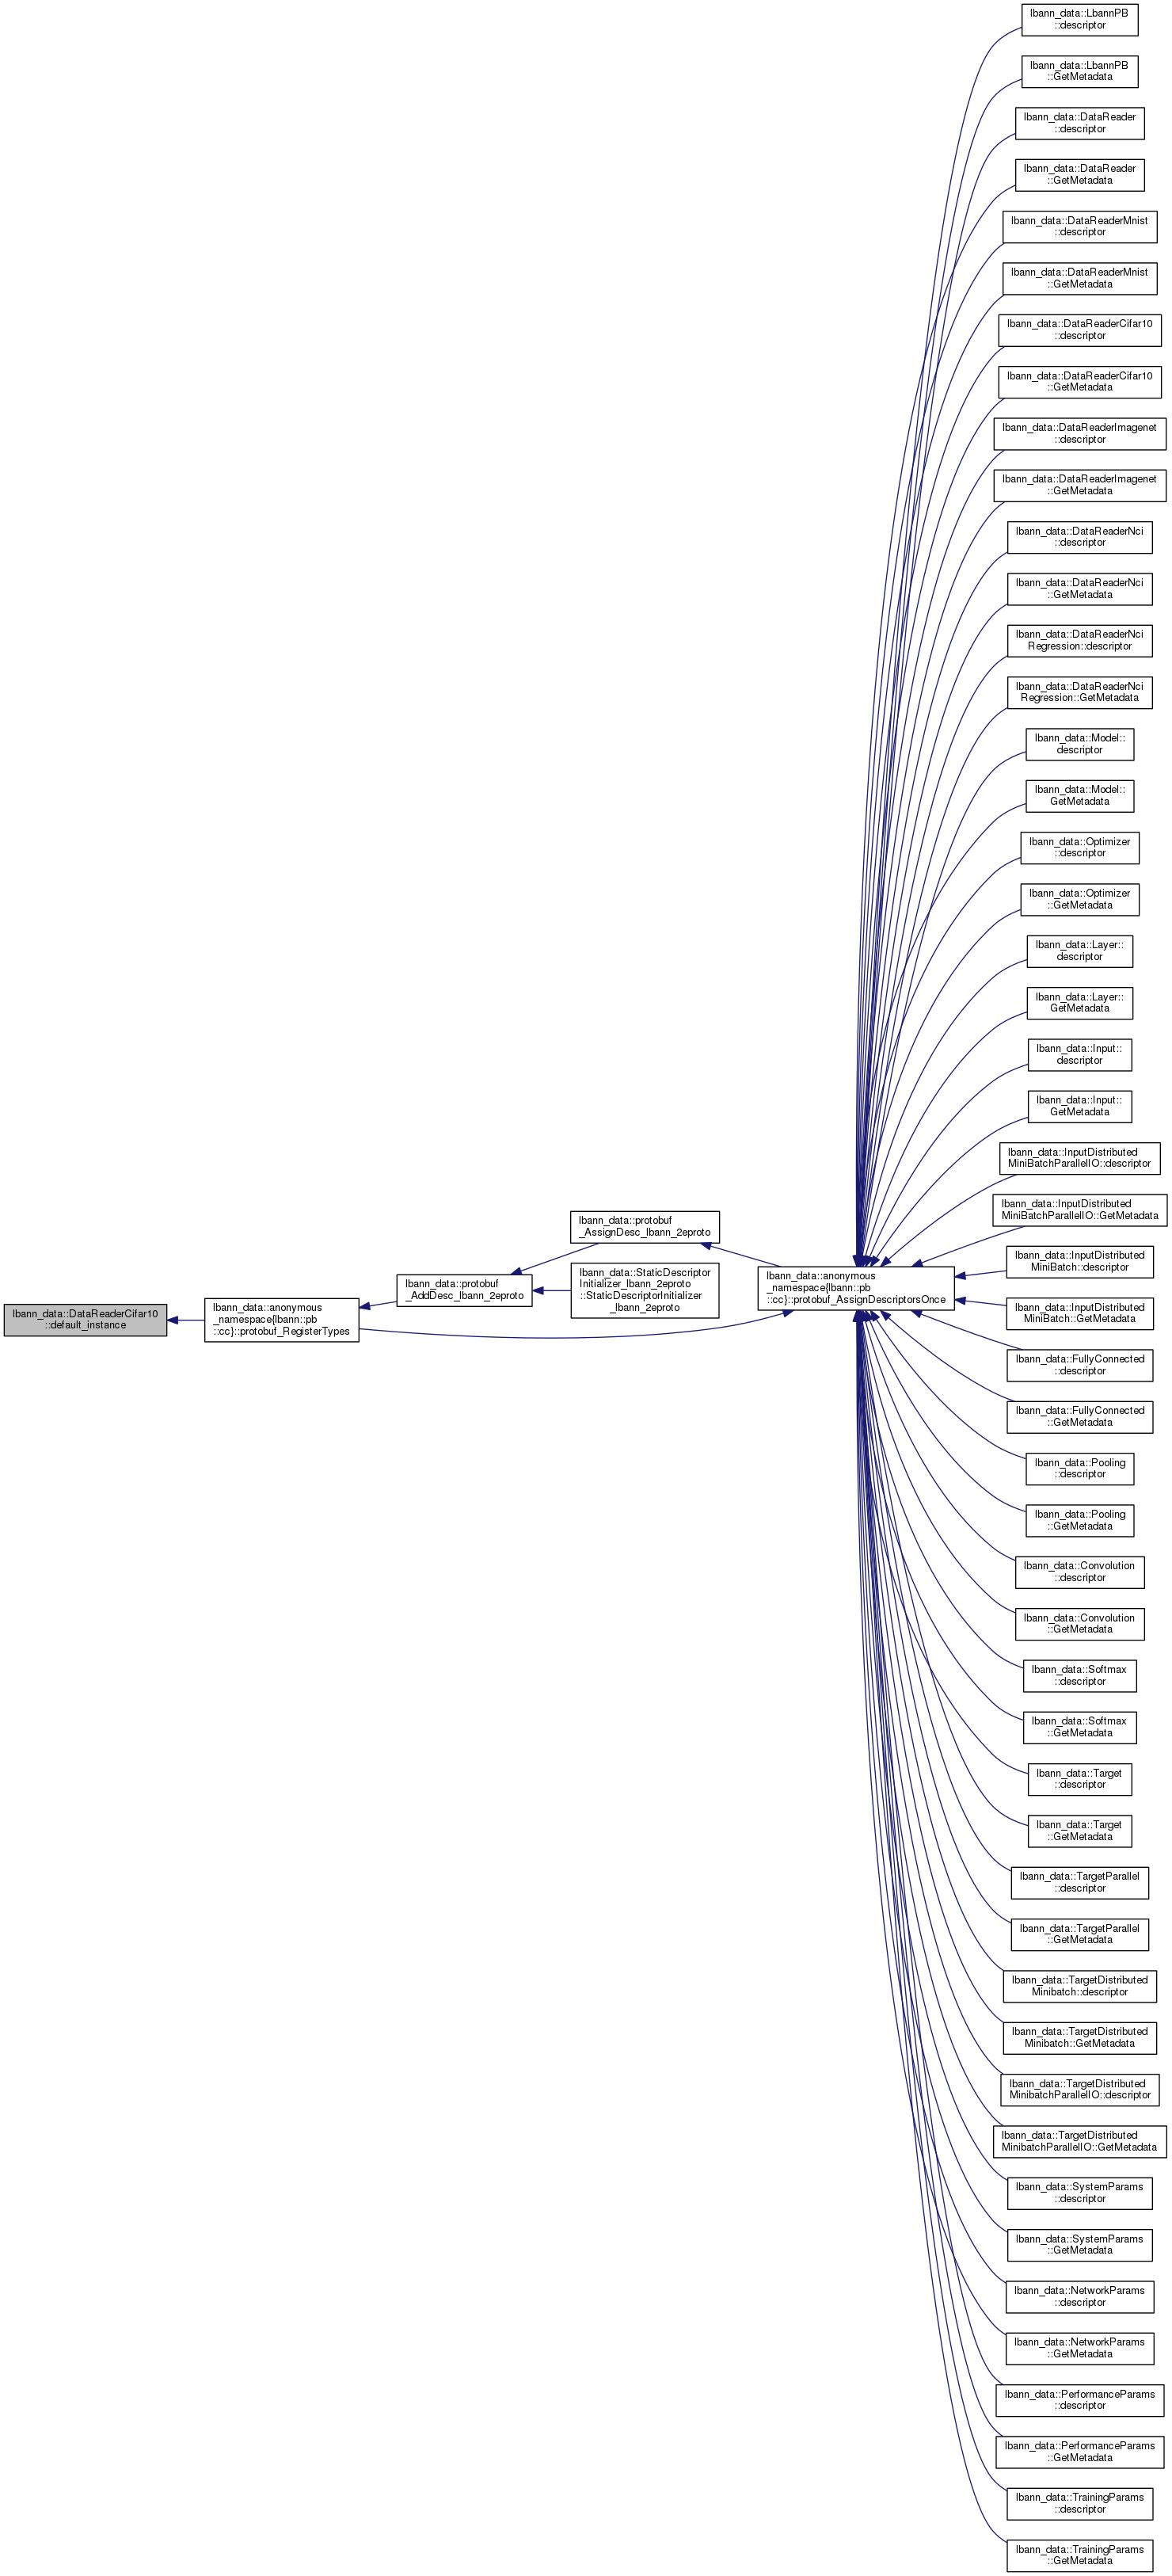 lbann_data::LbannPB
::descriptor
lbann_data::LbannPB
::GetMetadata
lbann_data::DataReader
::descriptor
lbann_data::DataReader
::GetMetadata
lbann_data::DataReaderMnist
::descriptor
lbann_data::DataReaderMnist
::GetMetadata
lbann_data::DataReaderCifar10
::descriptor
lbann_data::DataReaderCifar10
::GetMetadata
lbann_data::DataReaderImagenet
::descriptor
lbann_data::DataReaderImagenet
::GetMetadata
lbann_data::DataReaderNci
::descriptor
lbann_data::DataReaderNci
::GetMetadata
lbann_data::DataReaderNci
Regression::descriptor
lbann_data::DataReaderNci
Regression::GetMetadata
lbann_data::Model::
descriptor
lbann_data::Model::
GetMetadata
lbann_data::Optimizer
::descriptor
lbann_data::Optimizer
::GetMetadata
lbann_data::Layer::
descriptor
lbann_data::Layer::
GetMetadata
lbann_data::Input::
descriptor
lbann_data::Input::
GetMetadata
lbann_data::InputDistributed
MiniBatchParallelIO::descriptor
lbann_data::InputDistributed
MiniBatchParallelIO::GetMetadata
lbann_data::protobuf
_AssignDesc_lbann_2eproto
lbann_data::InputDistributed
MiniBatch::descriptor
lbann_data::StaticDescriptor
Initializer_lbann_2eproto
::StaticDescriptorInitializer
_lbann_2eproto
lbann_data::anonymous
_namespace{lbann::pb
::cc}::protobuf_AssignDescriptorsOnce
lbann_data::protobuf
_AddDesc_lbann_2eproto
lbann_data::InputDistributed
MiniBatch::GetMetadata
lbann_data::DataReaderCifar10
::default_instance
lbann_data::anonymous
_namespace{lbann::pb
::cc}::protobuf_RegisterTypes
lbann_data::FullyConnected
::descriptor
lbann_data::FullyConnected
::GetMetadata
lbann_data::Pooling
::descriptor
lbann_data::Pooling
::GetMetadata
lbann_data::Convolution
::descriptor
lbann_data::Convolution
::GetMetadata
lbann_data::Softmax
::descriptor
lbann_data::Softmax
::GetMetadata
lbann_data::Target
::descriptor
lbann_data::Target
::GetMetadata
lbann_data::TargetParallel
::descriptor
lbann_data::TargetParallel
::GetMetadata
lbann_data::TargetDistributed
Minibatch::descriptor
lbann_data::TargetDistributed
Minibatch::GetMetadata
lbann_data::TargetDistributed
MinibatchParallelIO::descriptor
lbann_data::TargetDistributed
MinibatchParallelIO::GetMetadata
lbann_data::SystemParams
::descriptor
lbann_data::SystemParams
::GetMetadata
lbann_data::NetworkParams
::descriptor
lbann_data::NetworkParams
::GetMetadata
lbann_data::PerformanceParams
::descriptor
lbann_data::PerformanceParams
::GetMetadata
lbann_data::TrainingParams
::descriptor
lbann_data::TrainingParams
::GetMetadata